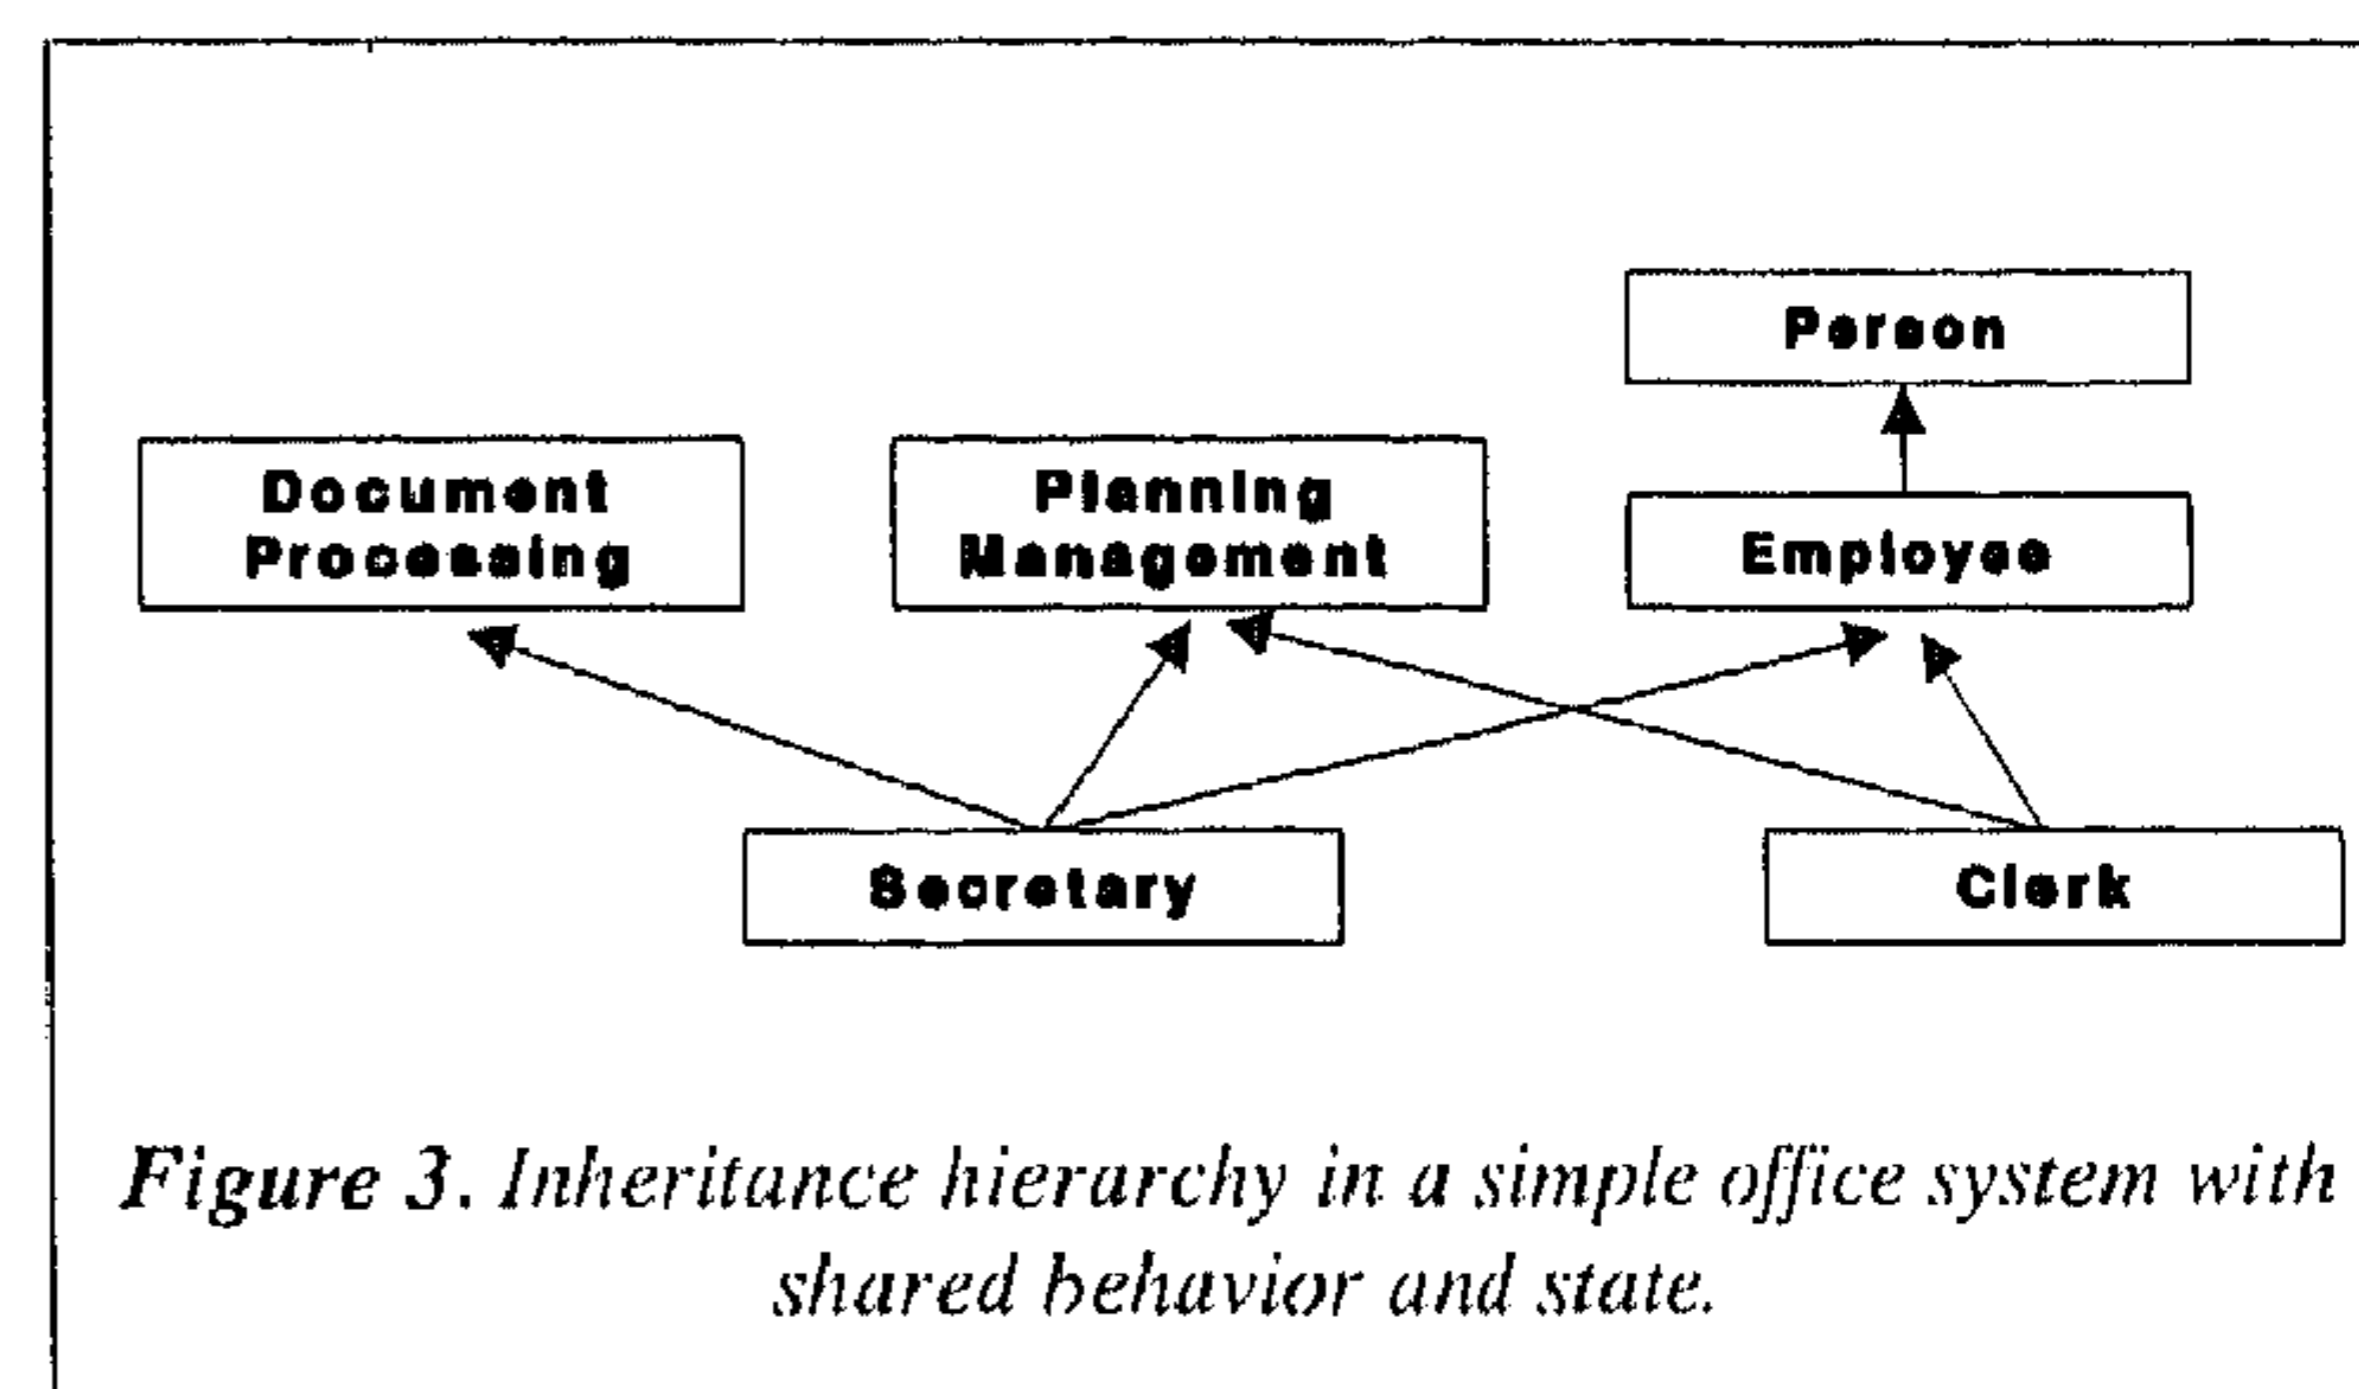 Person
Document
Processing
Planning
Management
Employee
Secretary
Clerk
Figure 3. Inheritance hierarchy in a simple office system with
shared behavior and state.